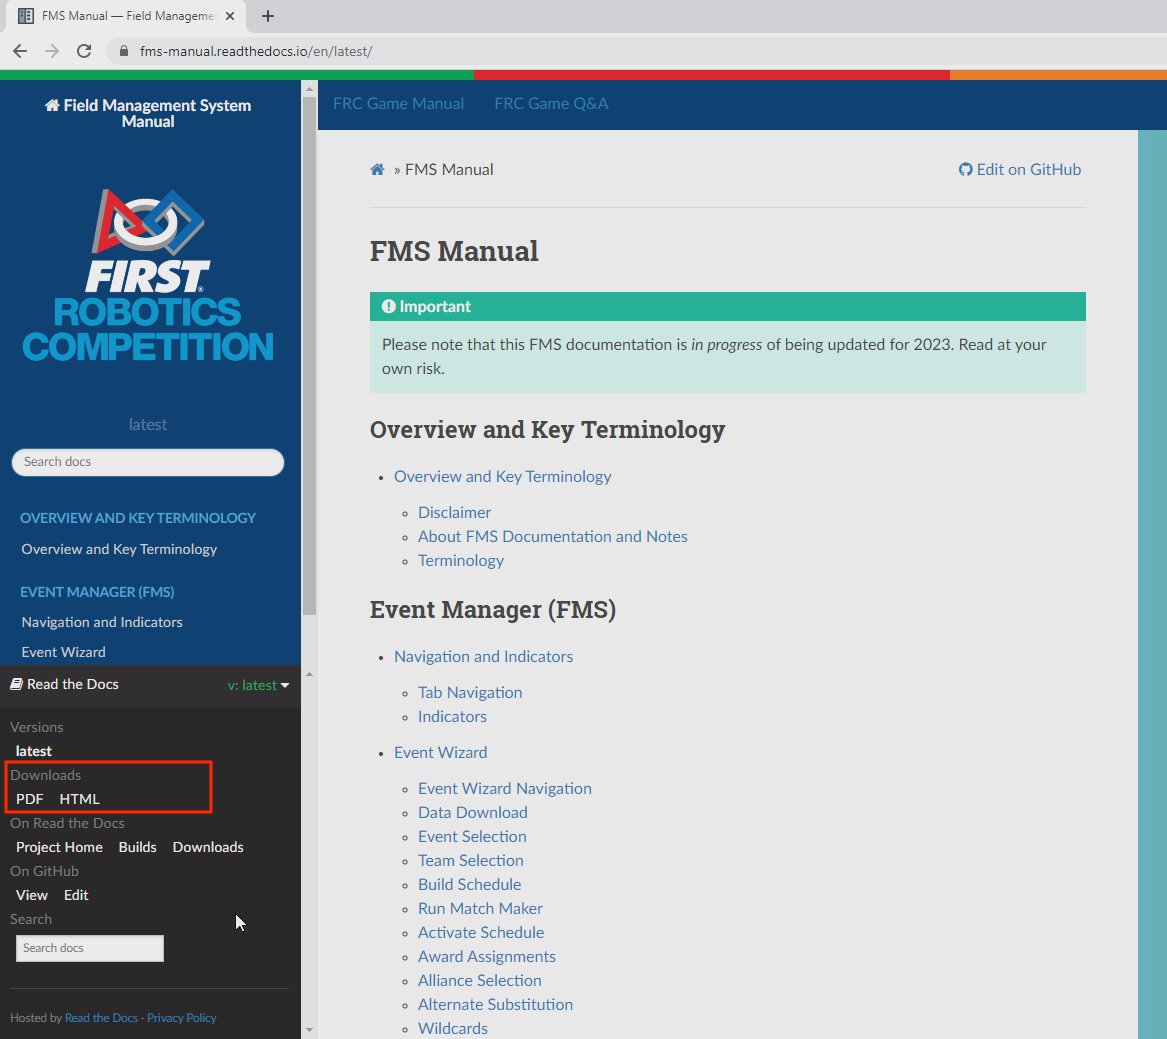 FMS Manual — Field Manageme
fms-manual.readthedocs.io/en/latest/
Field Management System
Manual
FIRST®
ROBOTICS
COMPETITION
latest
Search docs
OVERVIEW AND KEY TERMINOLOGY
Overview and Key Terminology
EVENT MANAGER (FMS)
Navigation and Indicators
Event Wizard
Read the Docs v: latest
Versions
latest
Downloads
PDF HTML
On Read the Docs
Project Home Builds Downloads
On GitHub
View Edit
Search
Search docs
Hosted by Read the Docs · Privacy Policy
FRC Game Manual FRC Game Q&A
» FMS Manual Edit on GitHub
FMS Manual
Important
Please note that this FMS documentation is in progress of being updated for 2023. Read at your
own risk.
Overview and Key Terminology
• Overview and Key Terminology
◦ Disclaimer
◦ About FMS Documentation and Notes
◦ Terminology
Event Manager (FMS)
• Navigation and Indicators
◦ Tab Navigation
◦ Indicators
• Event Wizard
◦ Event Wizard Navigation
◦ Data Download
◦ Event Selection
◦ Team Selection
◦ Build Schedule
◦ Run Match Maker
◦ Activate Schedule
◦ Award Assignments
◦ Alliance Selection
◦ Alternate Substitution
◦ Wildcards